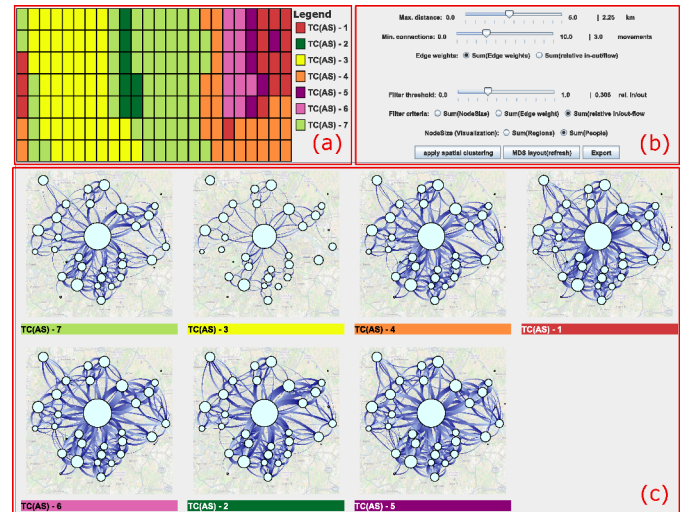 Legend
TC(AS) - 1
TC(AS) - 2
TC(AS) - 3
TC(AS) - 4
TC(AS) - 5
TC(AS) - 6
TC(AS) - 7
(a)
Max. distance: 0.0 6.0 | 2.25 km
Min. connections: 0.0 10.0 | 3.0 movements
Edge weights: Sum(Edge weights) Sum(relative in-out/flow)
Filter threshold: 0.0 1.0 | 0.305 rel. in/out
Filter criteria: Sum(NodeSize) Sum(Edge weight) Sum(relative in/out-flow)
NodeSize (Visualization): Sum(Regions) Sum(People)
apply spatial clustering MDS layout(refresh) Export
(b)
TC(AS) - 7 TC(AS) - 3 TC(AS) - 4 TC(AS) - 1
TC(AS) - 6 TC(AS) - 2 TC(AS) - 5
(c)